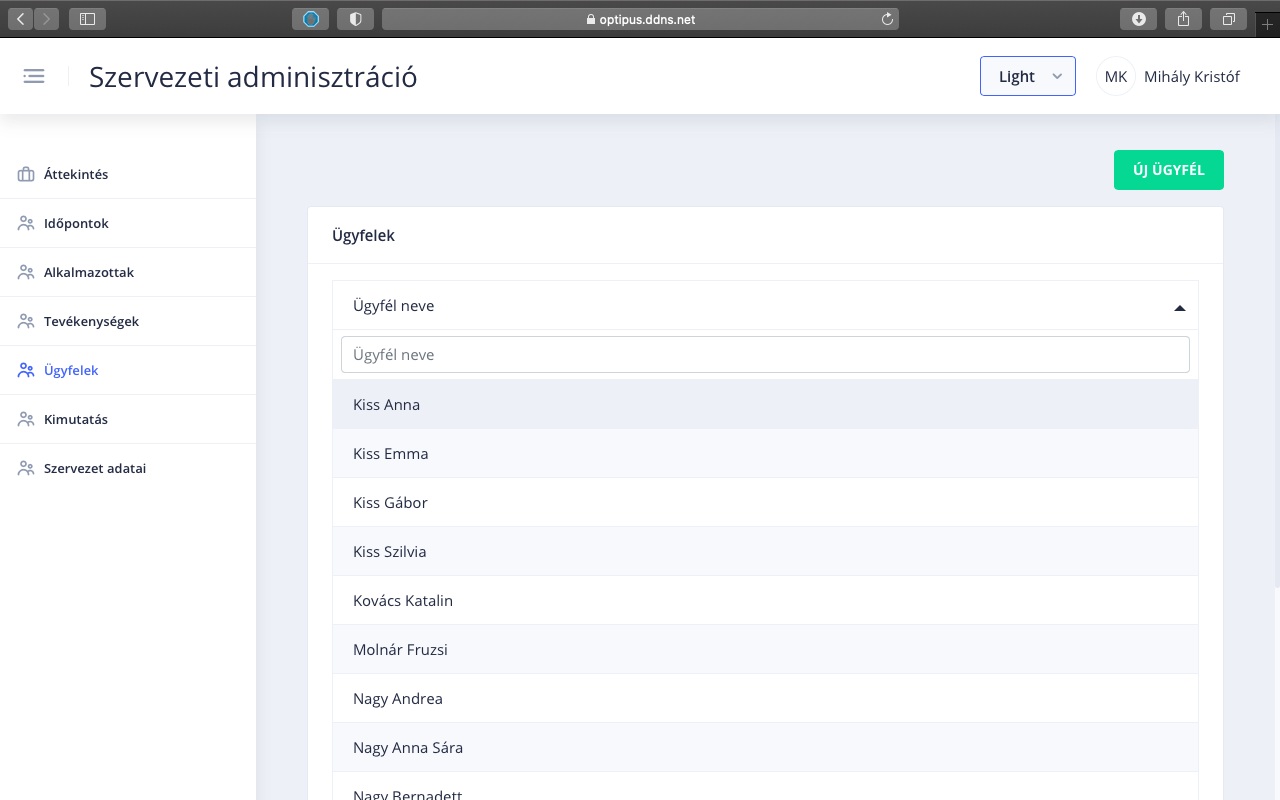 optipus.ddns.net
Szervezeti adminisztráció
Light
MK
Mihály Kristóf
Áttekintés
Időpontok
Alkalmazottak
Tevékenységek
Ügyfelek
Kimutatás
Szervezet adatai
ÚJ ÜGYFÉL
Ügyfelek
Ügyfél neve
Ügyfél neve
Kiss Anna
Kiss Emma
Kiss Gábor
Kiss Szilvia
Kovács Katalin
Molnár Fruzsi
Nagy Andrea
Nagy Anna Sára
Nagy Bernadett